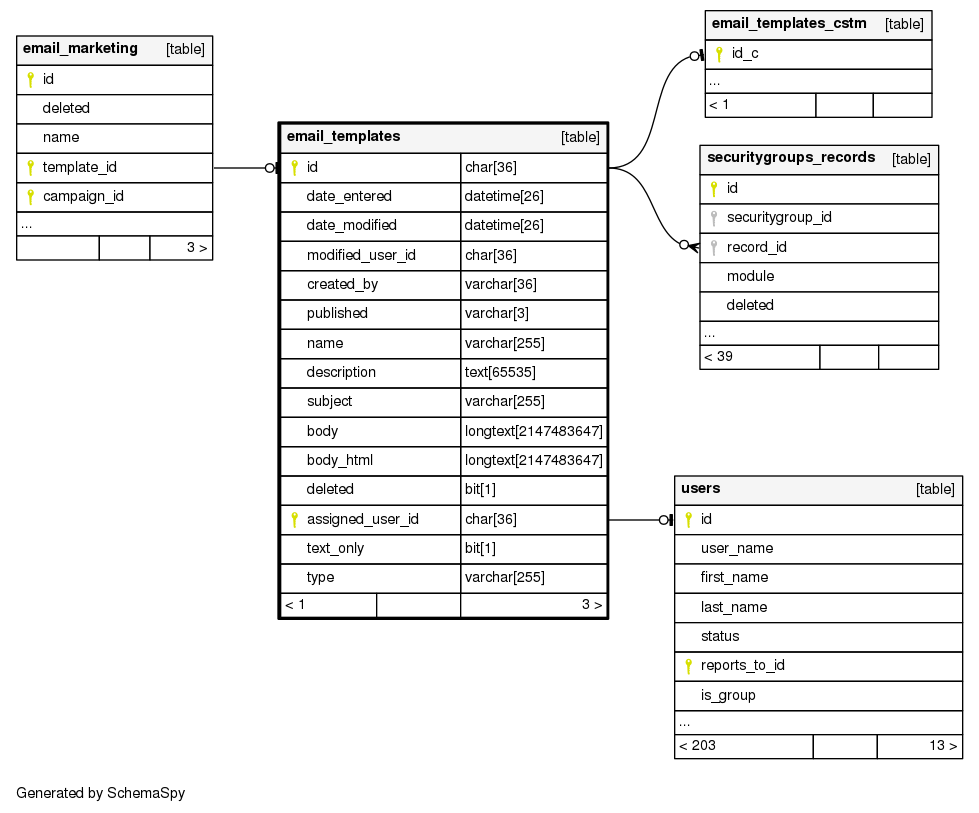 email_marketing [table]
id
deleted
name
template_id
campaign_id
...
3 >
email_templates [table]
id char[36]
date_entered datetime[26]
date_modified datetime[26]
modified_user_id char[36]
created_by varchar[36]
published varchar[3]
name varchar[255]
description text[65535]
subject varchar[255]
body longtext[2147483647]
body_html longtext[2147483647]
deleted bit[1]
assigned_user_id char[36]
text_only bit[1]
type varchar[255]
< 1 3 >
email_templates_cstm [table]
id_c
...
< 1
securitygroups_records [table]
id
securitygroup_id
record_id
module
deleted
...
< 39
users [table]
id
user_name
first_name
last_name
status
reports_to_id
is_group
...
< 203 13 >
Generated by SchemaSpy